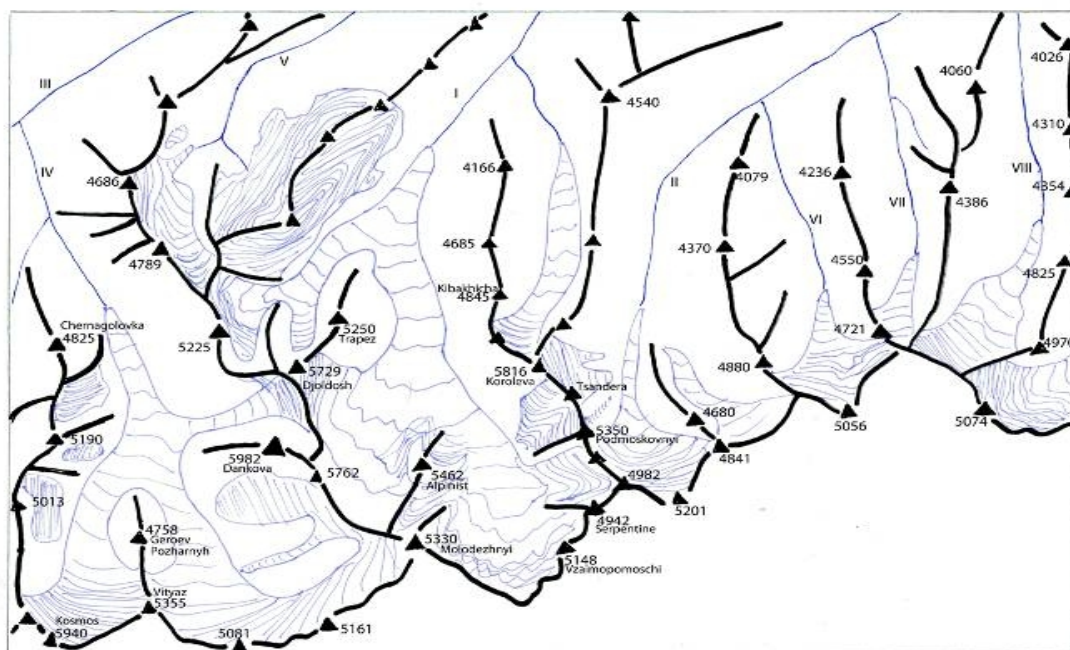 III
V
I
4060
4026
4540
4310
IV
4686
4166
II
4079
4236
VIII
4354
4386
VII
4789
4685
4370
VI
4550
4825
Kibakhicha
4845
Chernagolovka
4825
5225
5250
Trapez
4721
4976
5729
Djoldosh
5816
Koroleva
4880
Tsandera
5190
4680
5056
5074
5350
Podmoskovnyi
5982
Dankova
5762
5462
Alpinist
4982
4841
5013
5201
4942
Serpentine
4758
Geroev
Pozharnyh
5330
Molodezhnyi
5148
Vzaimopomoschi
Vityaz
5355
Kosmos
5940
5081
5161